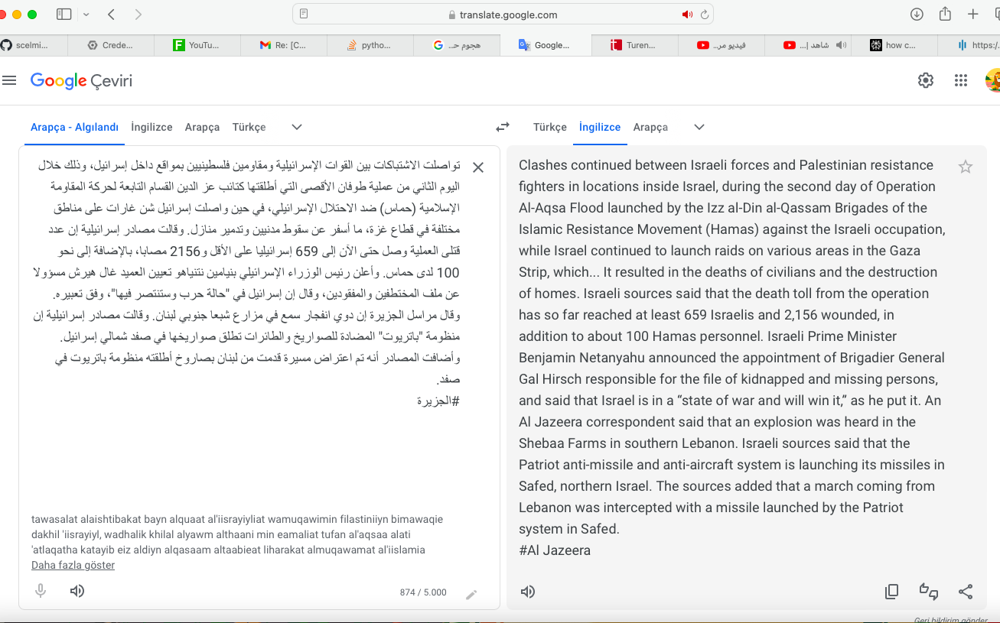 translate.google.com
scelmi...
Crede...
YouTu...
Re: [C...
pytho...
هجوم حـ...
Google...
Turen...
فيديو مر...
شاهد |...
how c...
https:/.
Google Çeviri
Arapça - Algılandı
İngilizce
Arapça
Türkçe
Türkçe
İngilizce
Arapça
تواصلت الاشتباكات بين القوات الإسرائيلية ومقاومين فلسطينيين بمواقع داخل إسرائيل، وذلك خلال
اليوم الثاني من عملية طوفان الأقصى التي أطلقتها كتائب عز الدين القسام التابعة لحركة المقاومة
الإسلامية (حماس) ضد الاحتلال الإسرائيلي، في حين واصلت إسرائيل شن غارات على مناطق
مختلفة في قطاع غزة، ما أسفر عن سقوط مدنيين وتدمير منازل. وقالت مصادر إسرائيلية إن عدد
قتلى العملية وصل حتى الآن إلى 659 إسرائيليا على الأقل و2156 مصابا، بالإضافة إلى نحو
100 لدى حماس. وأعلن رئيس الوزراء الإسرائيلي بنيامين نتنياهو تعيين العميد غال هيرش مسؤولا
عن ملف المختطفين والمفقودين، وقال إن إسرائيل في "حالة حرب وستنتصر فيها"، وفق تعبيره.
وقال مراسل الجزيرة إن دوي انفجار سمع في مزارع شبعا جنوبي لبنان. وقالت مصادر إسرائيلية إن
منظومة "باتريوت" المضادة للصواريخ والطائرات تطلق صواريخها في صفد شمالي إسرائيل.
وأضافت المصادر أنه تم اعتراض مسيرة قدمت من لبنان بصاروخ أطلقته منظومة باتريوت في
صفد.
#الجزيرة
tawasalat alaishtibakat bayn alquaat al'iisrayiyliat wamuqawimin filastiniiyn bimawaqie
dakhil 'iisrayiyl, wadhalik khilal alyawm althaani min eamaliat tufan al'aqsaa alati
'atlaqatha katayib eiz aldiyn alqasaam altaabieat liharakat almuqawamat al'iislamia
Daha fazla göster
874 / 5.000
Clashes continued between Israeli forces and Palestinian resistance
fighters in locations inside Israel, during the second day of Operation
Al-Aqsa Flood launched by the Izz al-Din al-Qassam Brigades of the
Islamic Resistance Movement (Hamas) against the Israeli occupation,
while Israel continued to launch raids on various areas in the Gaza
Strip, which... It resulted in the deaths of civilians and the destruction
of homes. Israeli sources said that the death toll from the operation
has so far reached at least 659 Israelis and 2,156 wounded, in
addition to about 100 Hamas personnel. Israeli Prime Minister
Benjamin Netanyahu announced the appointment of Brigadier General
Gal Hirsch responsible for the file of kidnapped and missing persons,
and said that Israel is in a “state of war and will win it,” as he put it. An
Al Jazeera correspondent said that an explosion was heard in the
Shebaa Farms in southern Lebanon. Israeli sources said that the
Patriot anti-missile and anti-aircraft system is launching its missiles in
Safed, northern Israel. The sources added that a march coming from
Lebanon was intercepted with a missile launched by the Patriot
system in Safed.
#Al Jazeera
Geri bildirim gönder